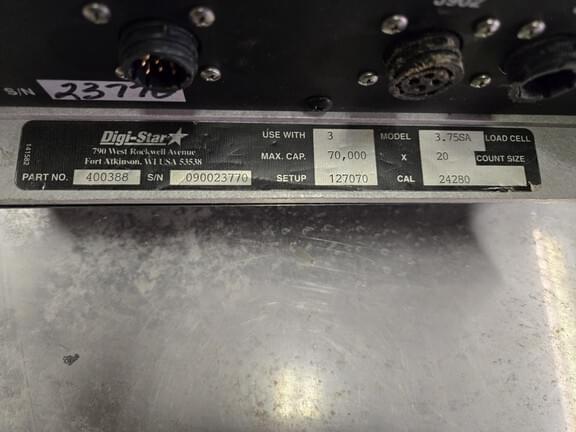 S/N 23770
Digi-Star
790 West Rockwell Avenue
Fort Atkinson, WI USA 53538
PART NO. 400388 S/N 090023770
USE WITH 3 MODEL 3.75SA LOAD CELL
MAX. CAP. 70,000 X 20 COUNT SIZE
SETUP 127070 CAL 24280
141582